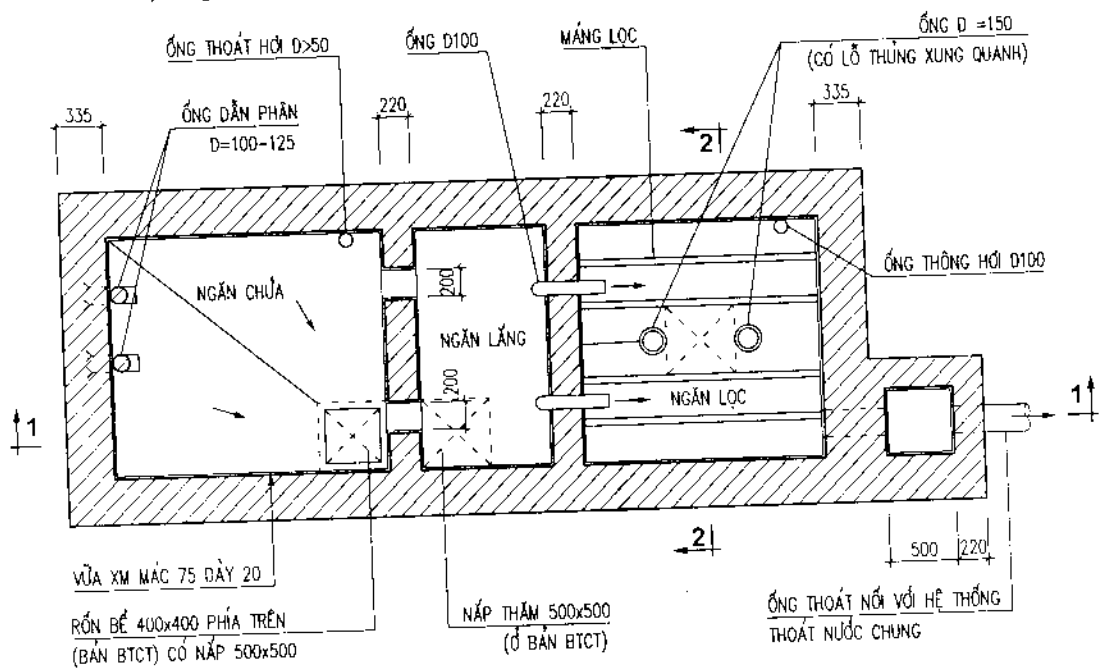 ỐNG THOÁT HƠI D>50
ỐNG D100
MÁNG LỌC
ỐNG D =150
(CÓ LỖ THỦNG XUNG QUANH)
335
ỐNG DẪN PHÂN
D=100-125
220
220
335
2
NGĂN CHỨA
200
NGĂN LẮNG
200
ỐNG THÔNG HƠI D100
NGĂN LỌC
1
1
2
500
220
VỮA XM MÁC 75 DÀY 20
RỐN BỂ 400x400 PHÍA TRÊN
(BẢN BTCT) CÓ NẮP 500x500
NẮP THĂM 500x500
(Ở BẢN BTCT)
ỐNG THOÁT NỐI VỚI HỆ THỐNG
THOÁT NƯỚC CHUNG